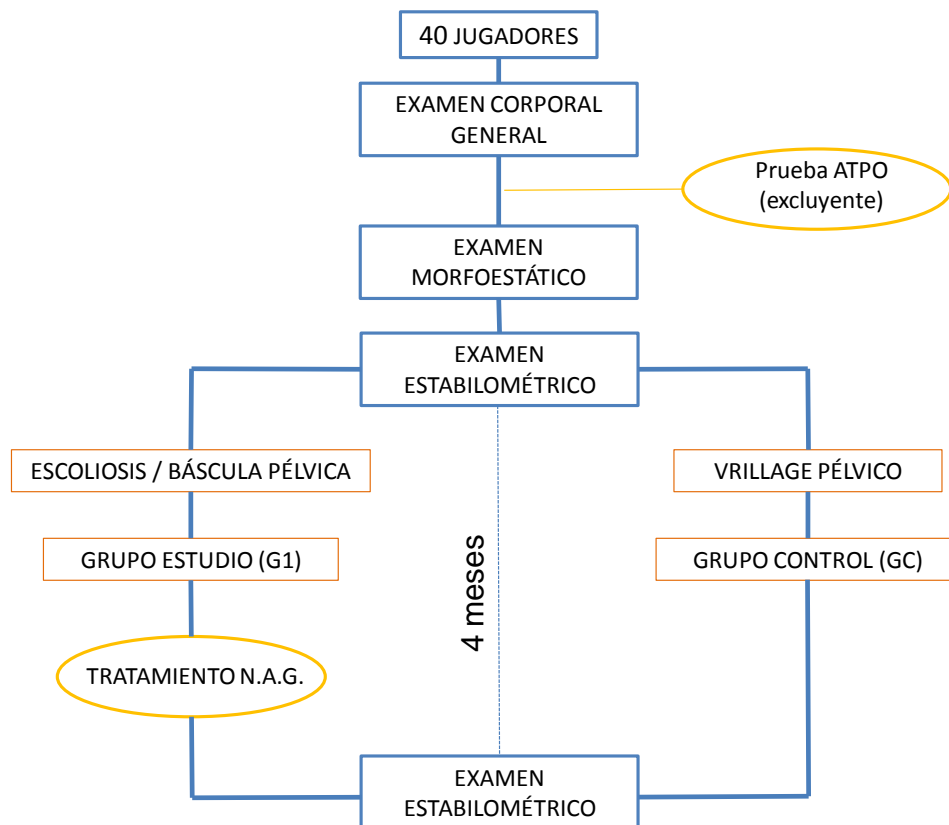 40 JUGADORES
EXAMEN CORPORAL
GENERAL
Prueba ATPO
(excluyente)
EXAMEN
MORFOESTÁTICO
EXAMEN
ESTABILOMÉTRICO
ESCOLIOSIS / BÁSCULA PÉLVICA
VRILLAGE PÉLVICO
GRUPO ESTUDIO (G1)
GRUPO CONTROL (GC)
4 meses
TRATAMIENTO N.A.G.
EXAMEN
ESTABILOMÉTRICO